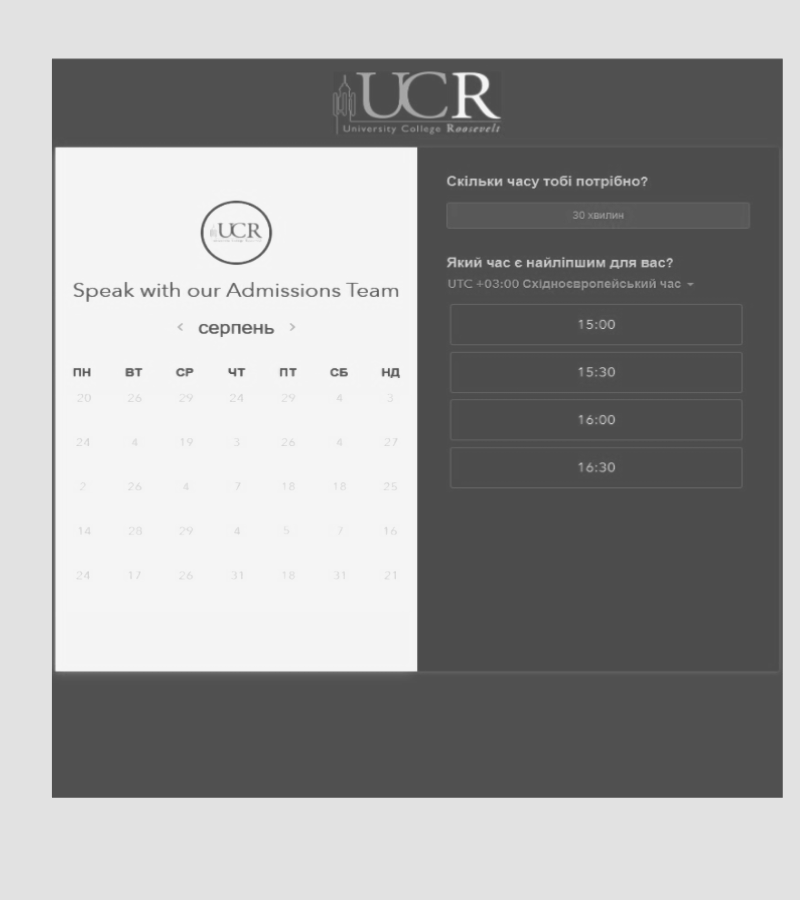 UCR
University College Roosevelt
UCR
Speak with our Admissions Team
< серпень >
ПН ВТ СР ЧТ ПТ СБ НД
20 26 29 24 29 4 3
24 4 19 3 26 4 27
2 26 4 7 18 18 25
14 28 29 4 5 7 16
24 17 26 31 18 31 21
Скільки часу тобі потрібно?
30 хвилин
Який час є найліпшим для вас?
UTC +03:00 Східноєвропейський час
15:00
15:30
16:00
16:30